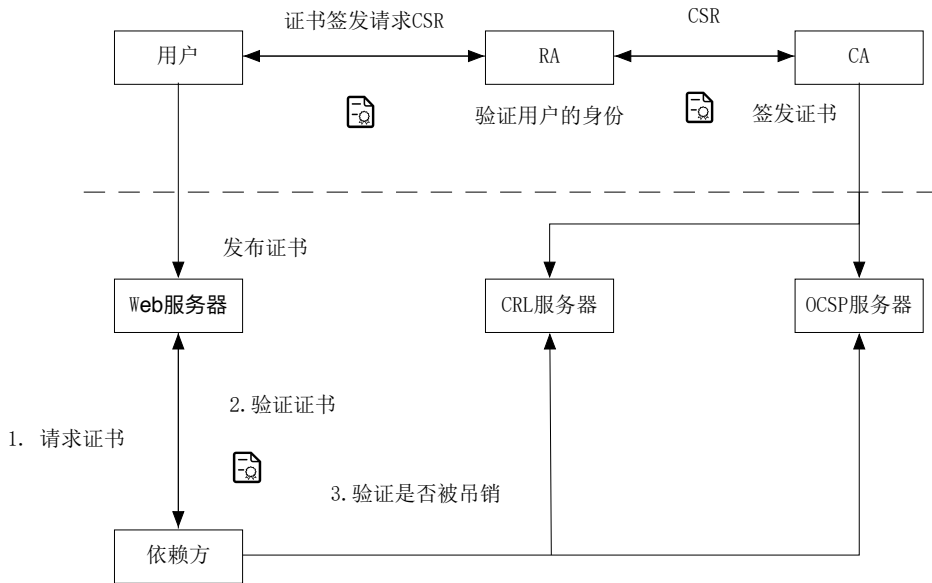 证书签发请求CSR
CSR
用户
RA
CA
验证用户的身份
签发证书
发布证书
Web服务器
CRL服务器
OCSP服务器
2.验证证书
1. 请求证书
3.验证是否被吊销
依赖方